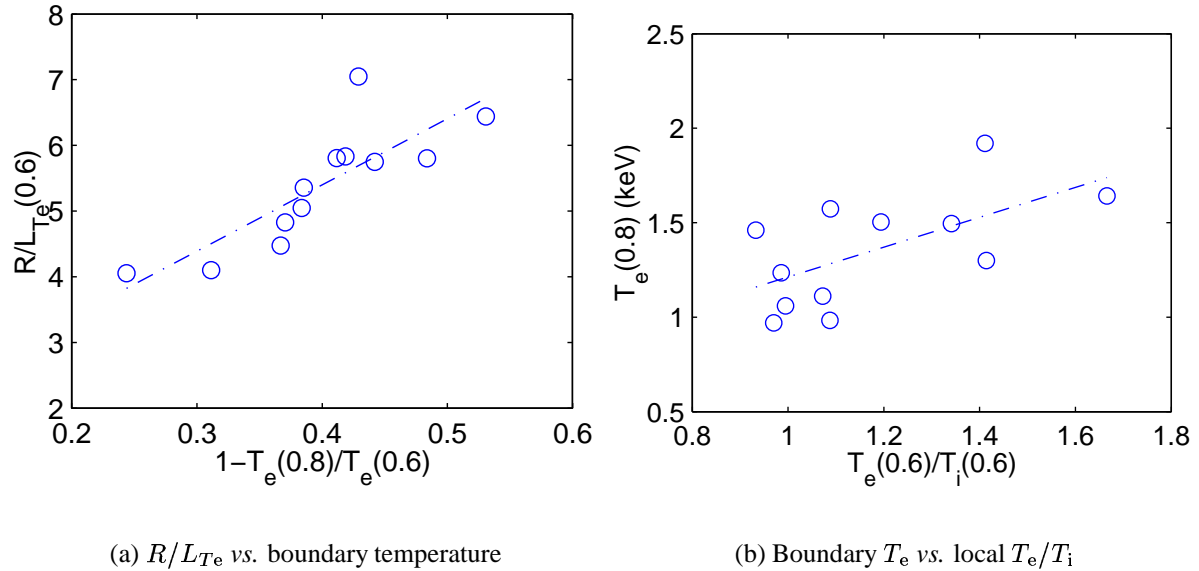 8
7
6
5
4
3
2
0.2 0.3 0.4 0.5 0.6
R/L_Te(0.6)
1−T_e(0.8)/T_e(0.6)
2.5
2
1.5
1
0.5
0.8 1 1.2 1.4 1.6 1.8
T_e(0.8) (keV)
T_e(0.6)/T_i(0.6)
(a) R/L_Te vs. boundary temperature
(b) Boundary T_e vs. local T_e/T_i